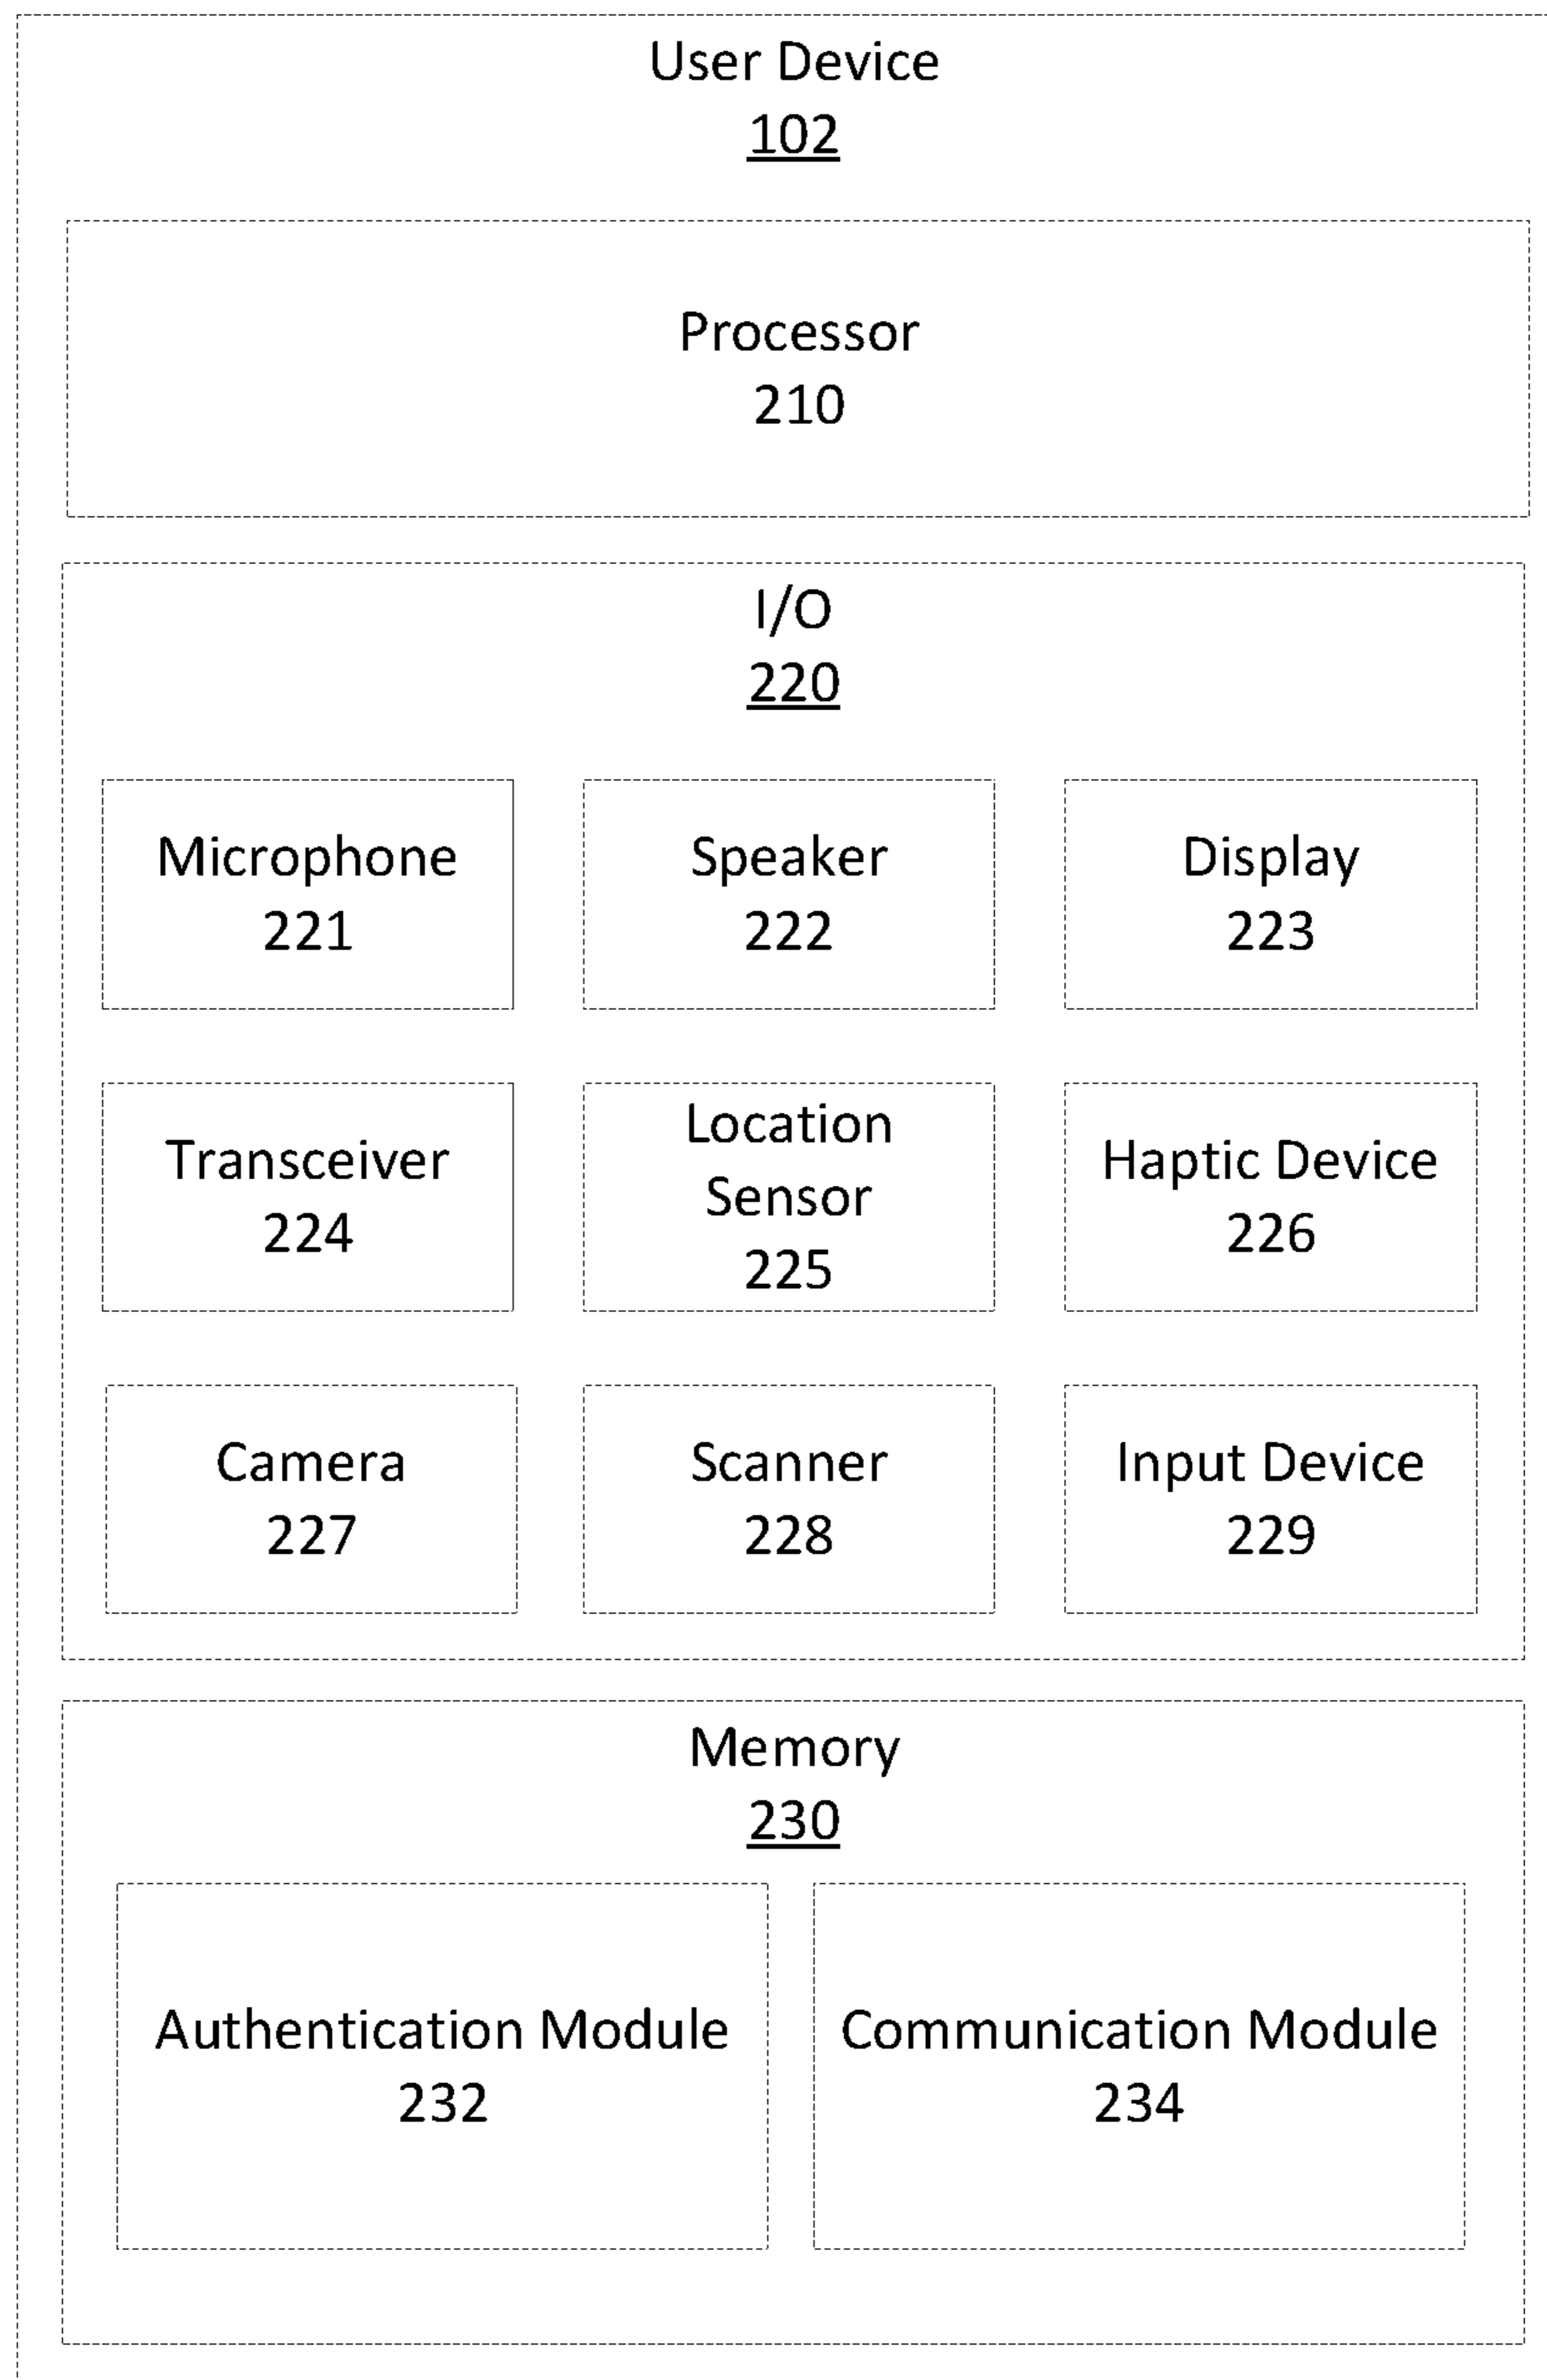 User Device
102
Processor
210
I/O
220
Microphone
221
Speaker
222
Display
223
Transceiver
224
Location
Sensor
225
Haptic Device
226
Camera
227
Scanner
228
Input Device
229
Memory
230
Authentication Module
232
Communication Module
234